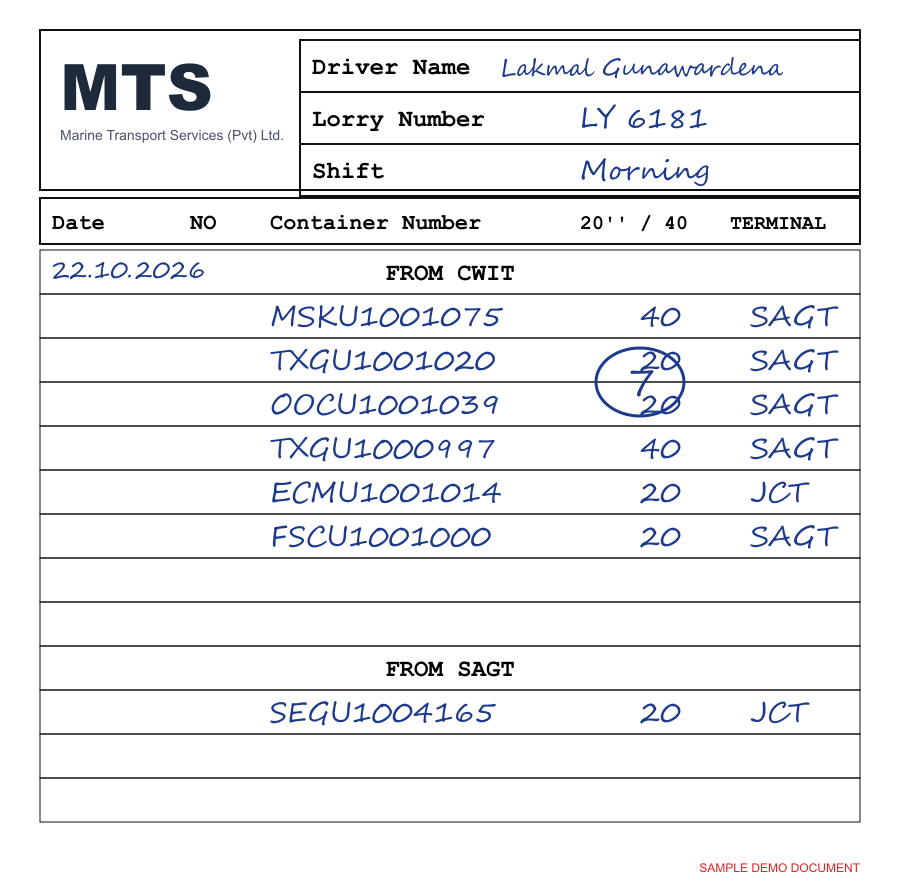 MTS
Marine Transport Services (Pvt) Ltd.
Driver Name Lakmal Gunawardena
Lorry Number LY 6181
Shift Morning
Date NO Container Number 20'' / 40 TERMINAL
22.10.2026 FROM CWIT
MSKU1001075 40 SAGT
TXGU1001020 20 SAGT
7
OOCU1001039 20 SAGT
TXGU1000997 40 SAGT
ECMU1001014 20 JCT
FSCU1001000 20 SAGT
FROM SAGT
SEGU1004165 20 JCT
SAMPLE DEMO DOCUMENT